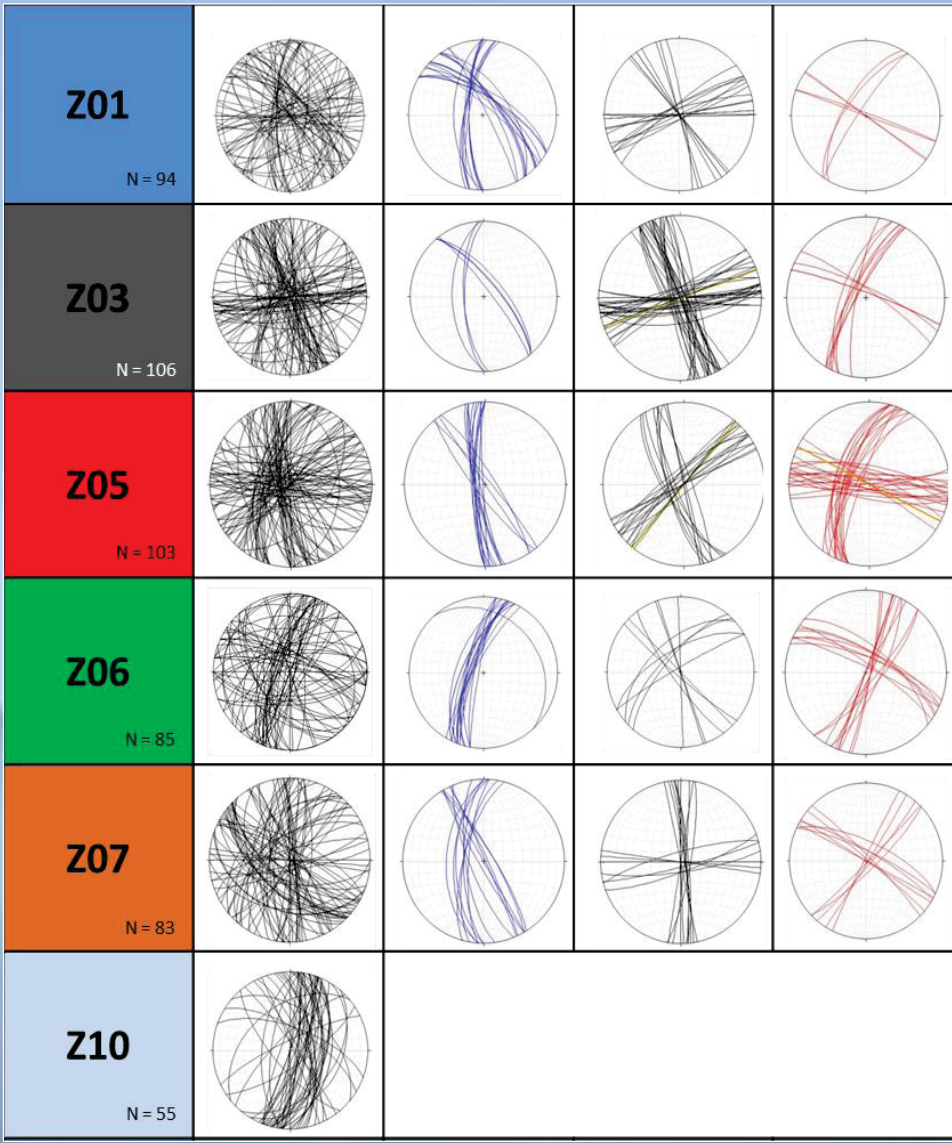 Z01
N = 94
Z03
N = 106
Z05
N = 103
Z06
N = 85
Z07
N = 83
Z10
N = 55